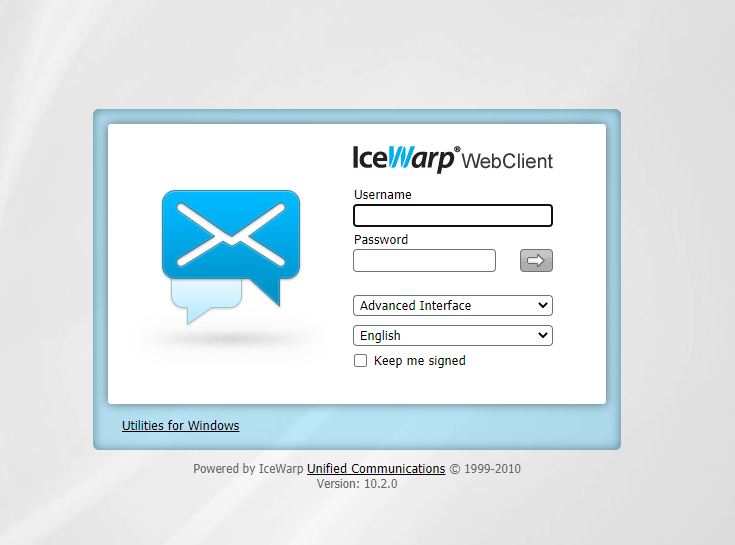 IceWarp® WebClient
Username
Password
Advanced Interface
English
Keep me signed
Utilities for Windows
Powered by IceWarp Unified Communications © 1999-2010
Version: 10.2.0